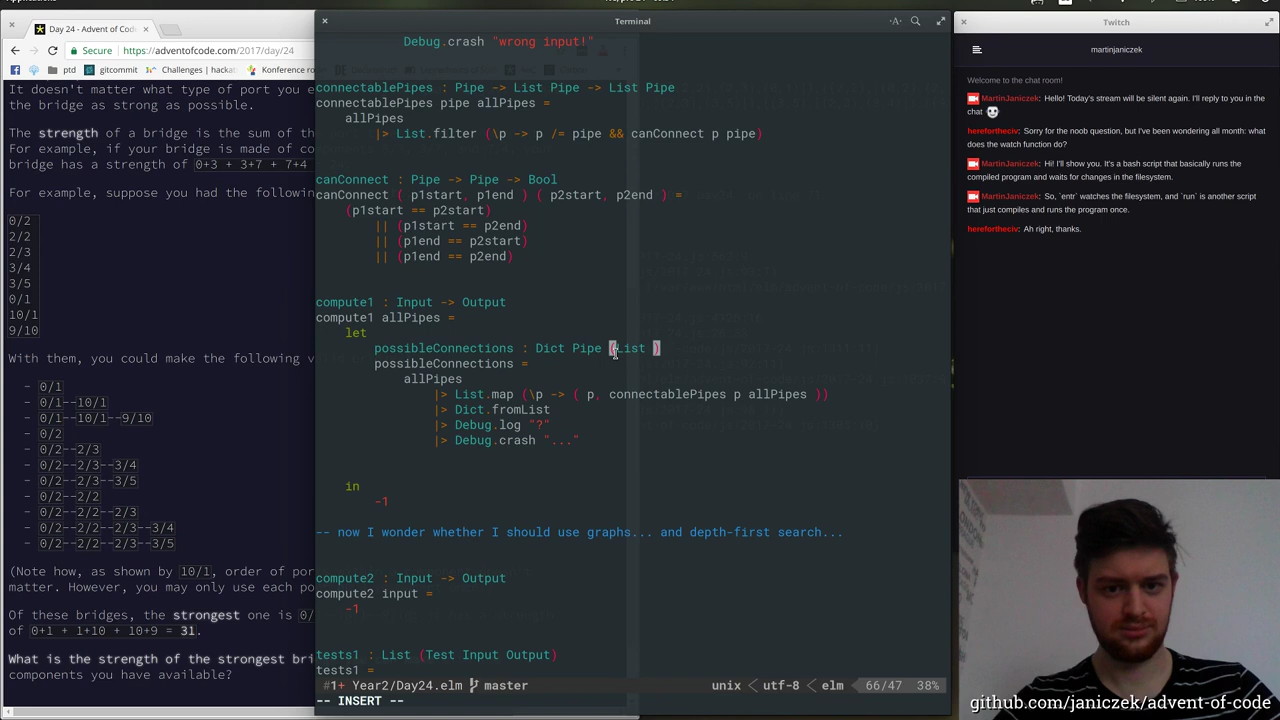 Applications
Day 24 - Advent of Code
Secure
https://adventofcode.com/2017/day/24
ptd
gitcommit
Challenges | hacka
Konference ro
It doesn't matter what type of port you e
the bridge as strong as possible.
The strength of a bridge is the sum of th
For example, if your bridge is made of co
bridge has a strength of 0+3 + 3+7 + 7+4
For example, suppose you had the followin
0/2
2/2
2/3
3/4
3/5
0/1
10/1
9/10
With them, you could make the following v
- 0/1
- 0/1--10/1
- 0/1--10/1--9/10
- 0/2
- 0/2--2/3
- 0/2--2/3--3/4
- 0/2--2/3--3/5
- 0/2--2/2
- 0/2--2/2--2/3
- 0/2--2/2--2/3--3/4
- 0/2--2/2--2/3--3/5
(Note how, as shown by 10/1, order of por
matter. However, you may only use each po
Of these bridges, the strongest one is 0/
of 0+1 + 1+10 + 10+9 = 31.
What is the strength of the strongest bri
components you have available?
Terminal
Debug.crash "wrong input!"
connectablePipes : Pipe -> List Pipe -> List Pipe
connectablePipes pipe allPipes =
allPipes
|> List.filter (\p -> p /= pipe && canConnect p pipe)
canConnect : Pipe -> Pipe -> Bool
canConnect ( p1start, p1end ) ( p2start, p2end ) =
(p1start == p2start)
|| (p1start == p2end)
|| (p1end == p2start)
|| (p1end == p2end)
compute1 : Input -> Output
compute1 allPipes =
let
possibleConnections : Dict Pipe (List )
possibleConnections =
allPipes
|> List.map (\p -> ( p, connectablePipes p allPipes ))
|> Dict.fromList
|> Debug.log "?"
|> Debug.crash "..."
in
-1
-- now I wonder whether I should use graphs... and depth-first search...
compute2 : Input -> Output
compute2 input =
-1
tests1 : List (Test Input Output)
tests1 =
#1+ Year2/Day24.elm master unix < utf-8 < elm 66/47 38%
-- INSERT --
Twitch
martinjaniczek
Welcome to the chat room!
MartinJaniczek: Hello! Today's stream will be silent again. I'll reply to you in the
chat
herefortheciv: Sorry for the noob question, but I've been wondering all month: what
does the watch function do?
MartinJaniczek: Hi! I'll show you. It's a bash script that basically runs the
compiled program and waits for changes in the filesystem.
MartinJaniczek: So, `entr` watches the filesystem, and `run` is another script
that just compiles and runs the program once.
herefortheciv: Ah right, thanks.
github.com/janiczek/advent-of-code